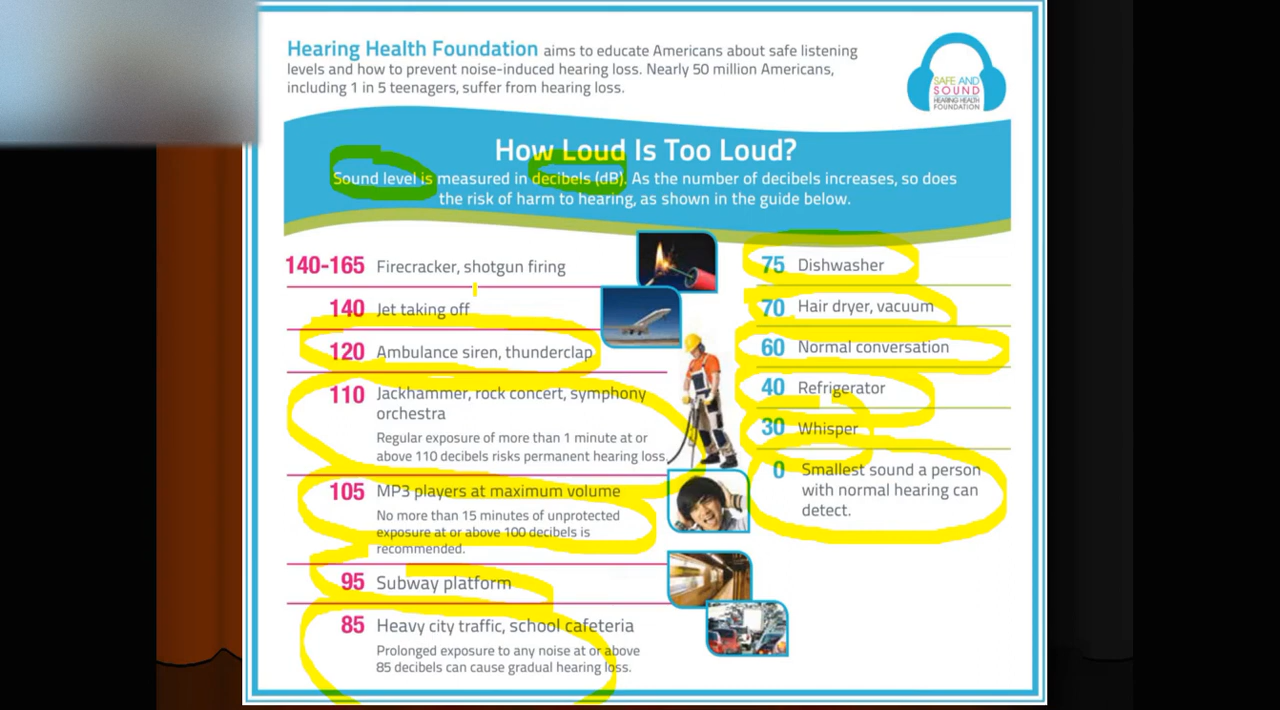 Hearing Health Foundation aims to educate Americans about safe listening
levels and how to prevent noise-induced hearing loss. Nearly 50 million Americans,
including 1 in 5 teenagers, suffer from hearing loss.
SAFE AND
SOUND
HEARING HEALTH
FOUNDATION
How Loud Is Too Loud?
Sound level is measured in decibels (dB). As the number of decibels increases, so does
the risk of harm to hearing, as shown in the guide below.
140-165 Firecracker, shotgun firing
140 Jet taking off
120 Ambulance siren, thunderclap
110 Jackhammer, rock concert, symphony
orchestra
Regular exposure of more than 1 minute at or
above 110 decibels risks permanent hearing loss.
105 MP3 players at maximum volume
No more than 15 minutes of unprotected
exposure at or above 100 decibels is
recommended.
95 Subway platform
85 Heavy city traffic, school cafeteria
Prolonged exposure to any noise at or above
85 decibels can cause gradual hearing loss.
75 Dishwasher
70 Hair dryer, vacuum
60 Normal conversation
40 Refrigerator
30 Whisper
0 Smallest sound a person
with normal hearing can
detect.